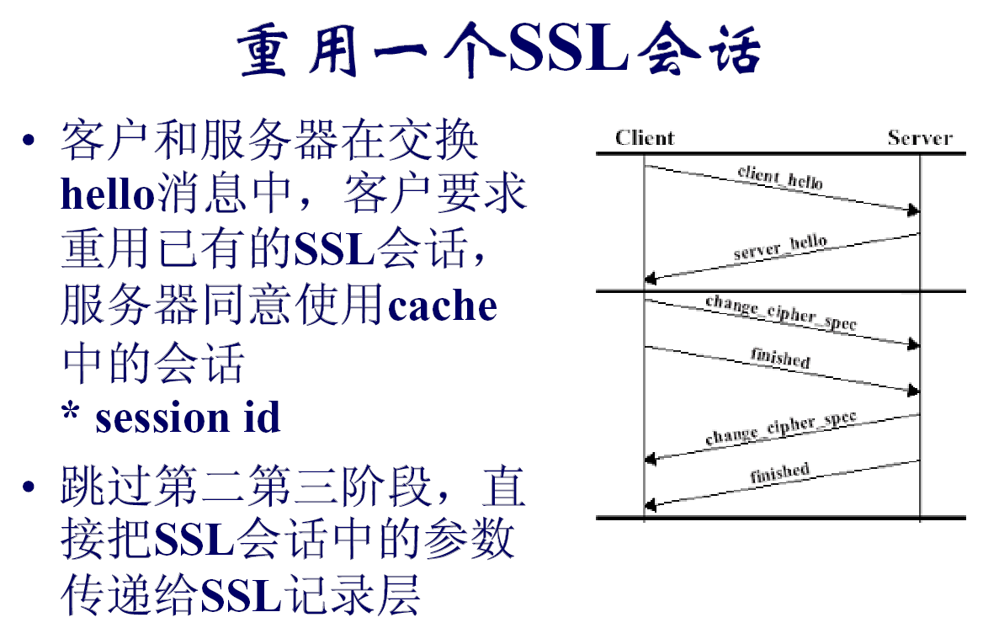 重用一个SSL会话
• 客户和服务器在交换
hello消息中，客户要求
重用已有的SSL会话，
服务器同意使用cache
中的会话
* session id
• 跳过第二第三阶段，直
接把SSL会话中的参数
传递给SSL记录层
Client
Server
client_hello
server_hello
change_cipher_spec
finished
change_cipher_spec
finished